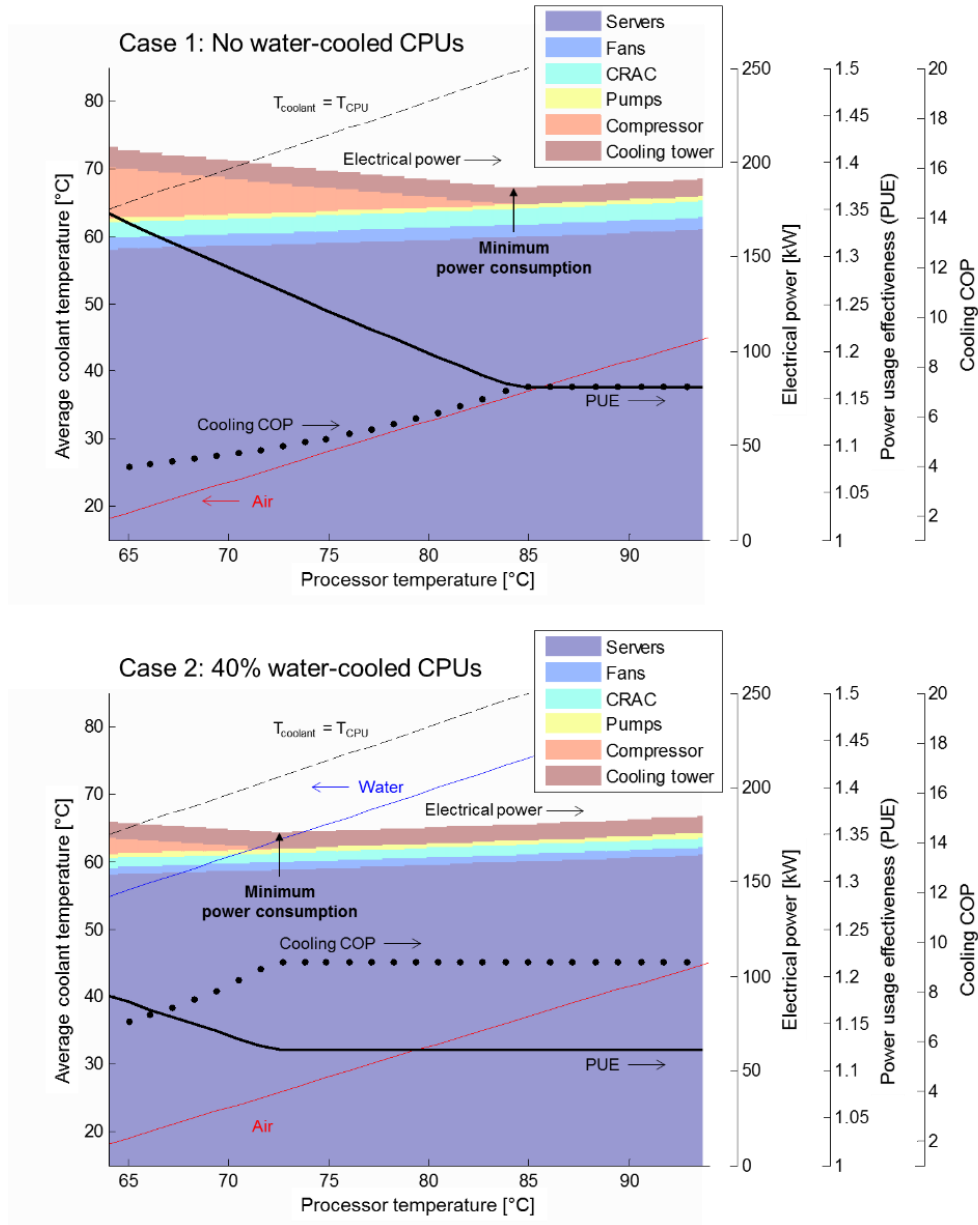 Case 1: No water-cooled CPUs
Servers
Fans
CRAC
Pumps
Compressor
Cooling tower
T_coolant = T_CPU
Electrical power →
Minimum
power consumption
Cooling COP →
PUE →
← Air
Average coolant temperature [°C]
80
70
60
50
40
30
20
65
70
75
80
85
90
Processor temperature [°C]
250
200
150
100
50
0
Electrical power [kW]
1.5
1.45
1.4
1.35
1.3
1.25
1.2
1.15
1.1
1.05
1
Power usage effectiveness (PUE)
20
18
16
14
12
10
8
6
4
2
Cooling COP
Case 2: 40% water-cooled CPUs
Servers
Fans
CRAC
Pumps
Compressor
Cooling tower
T_coolant = T_CPU
← Water
Electrical power →
Minimum
power consumption
Cooling COP →
PUE →
Air
Average coolant temperature [°C]
80
70
60
50
40
30
20
65
70
75
80
85
90
Processor temperature [°C]
250
200
150
100
50
0
Electrical power [kW]
1.5
1.45
1.4
1.35
1.3
1.25
1.2
1.15
1.1
1.05
1
Power usage effectiveness (PUE)
20
18
16
14
12
10
8
6
4
2
Cooling COP